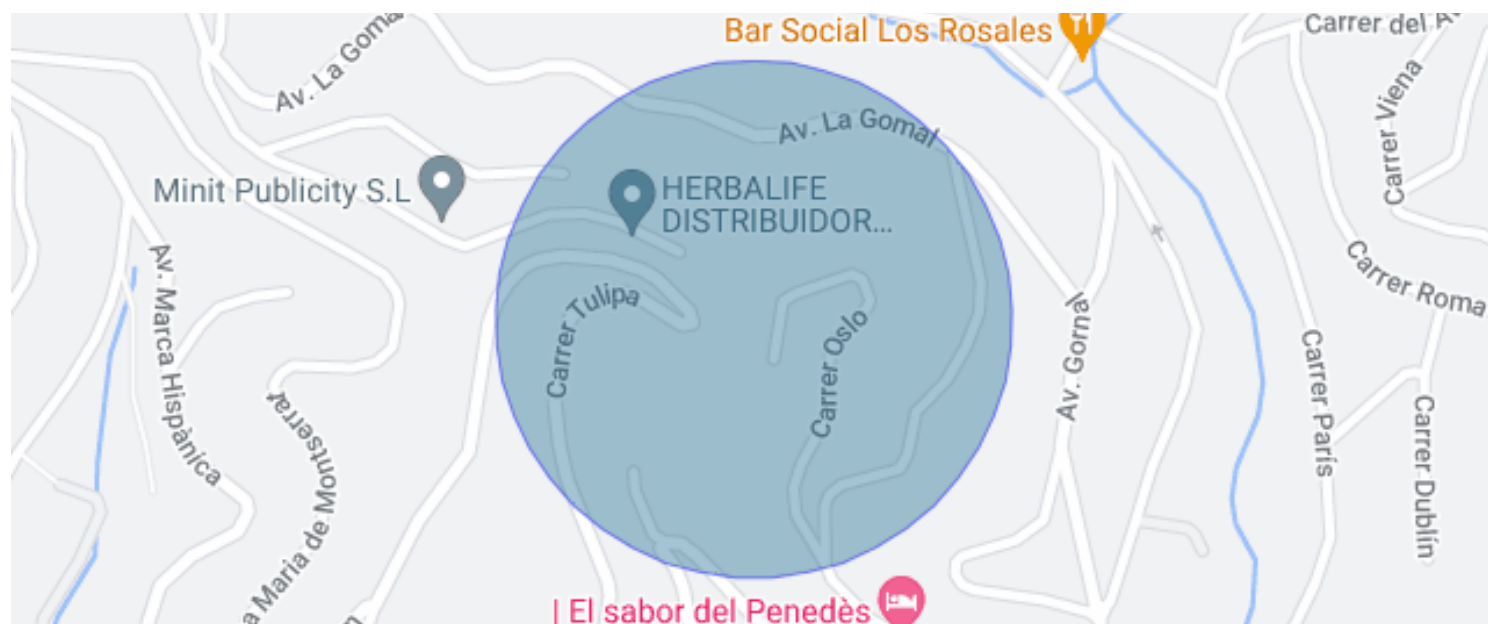 Bar Social Los Rosales
Carrer del A
Av. La Goma
Av. La Gornal
Carrer Viena
Minit Publicity S.L
HERBALIFE
DISTRIBUIDOR...
Av. Marca Hispànica
Carrer Tulipa
Carrer Oslo
Av. Gornal
Carrer Roma
Carrer París
Carrer Dublín
a Maria de Montserrat
| El sabor del Penedès